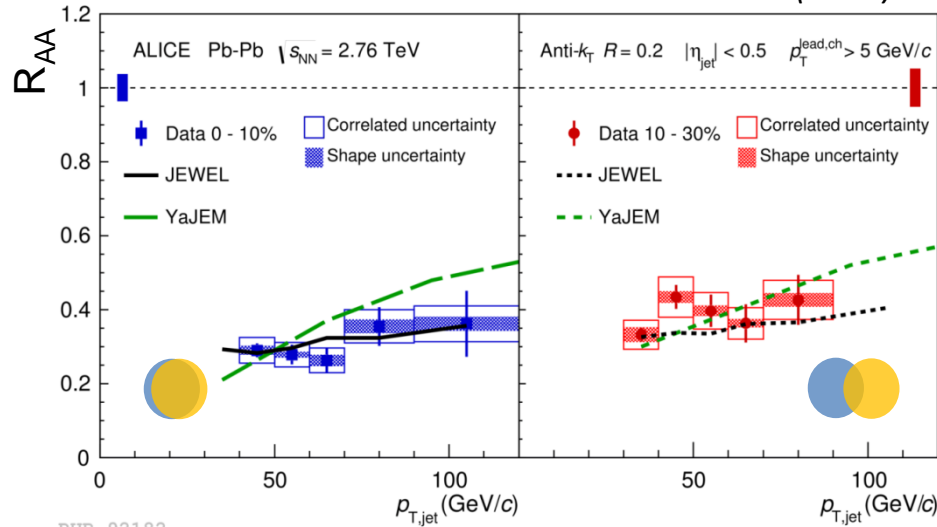 R_AA
1.2
1
0.8
0.6
0.4
0.2
0
ALICE Pb-Pb √s_NN = 2.76 TeV
Data 0 - 10%
Correlated uncertainty
Shape uncertainty
JEWEL
YaJEM
0 50 100
p_T,jet (GeV/c)
Anti-k_T R = 0.2 |η_jet| < 0.5 p_T^lead,ch > 5 GeV/c
Data 10 - 30%
Correlated uncertainty
Shape uncertainty
JEWEL
YaJEM
50 100
p_T,jet (GeV/c)